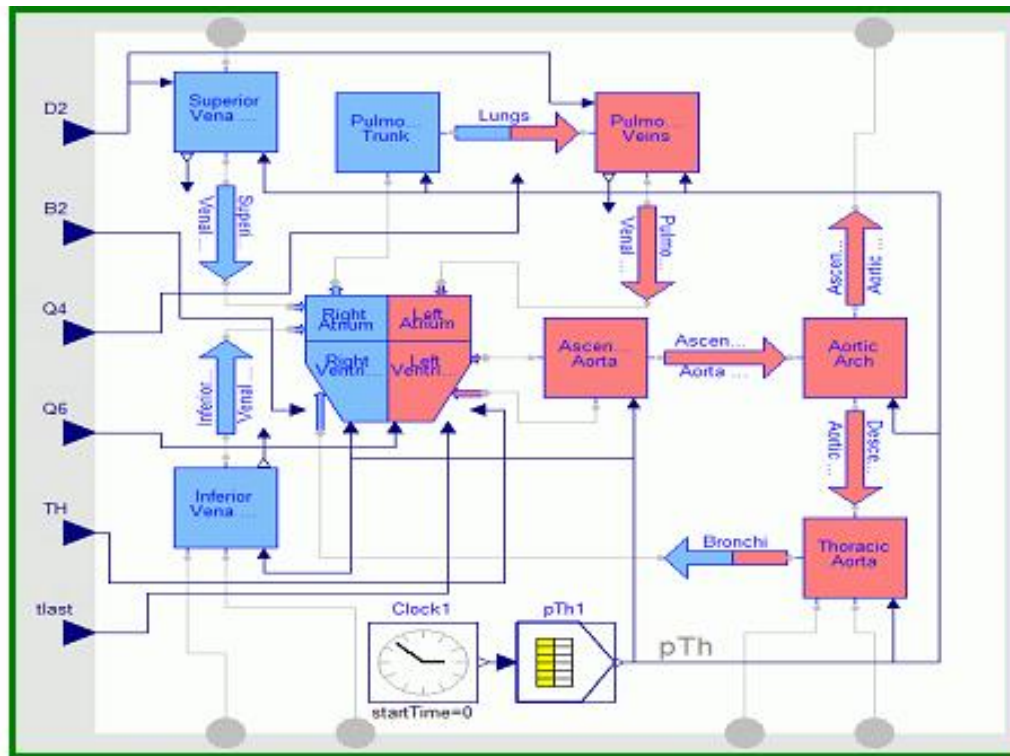 D2
Superior
Vena ....
Pulmo...
Trunk
Lungs
Pulmo...
Veins
B2
Superi
Venal ...
Pulmo...
Venal ...
Ascen...
Aortic ...
Q4
Right
Atrium
Left
Atrium
Right
Ventri...
Left
Ventri...
Ascen...
Aorta
Ascen...
Aorta ...
Aortic
Arch
Inferior...
Venal ...
Q6
Desce...
Aortic ...
Inferior
Vena ....
TH
Bronchi
Thoracic
Aorta
tlast
Clock1
pTh1
pTh
startTime=0